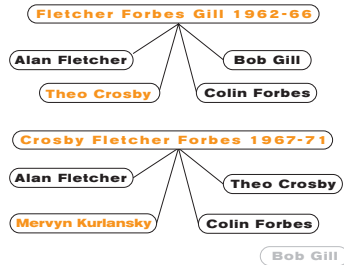 Fletcher Forbes Gill 1962-66
Alan Fletcher
Bob Gill
Theo Crosby
Colin Forbes
Crosby Fletcher Forbes 1967-71
Alan Fletcher
Theo Crosby
Mervyn Kurlansky
Colin Forbes
Bob Gill